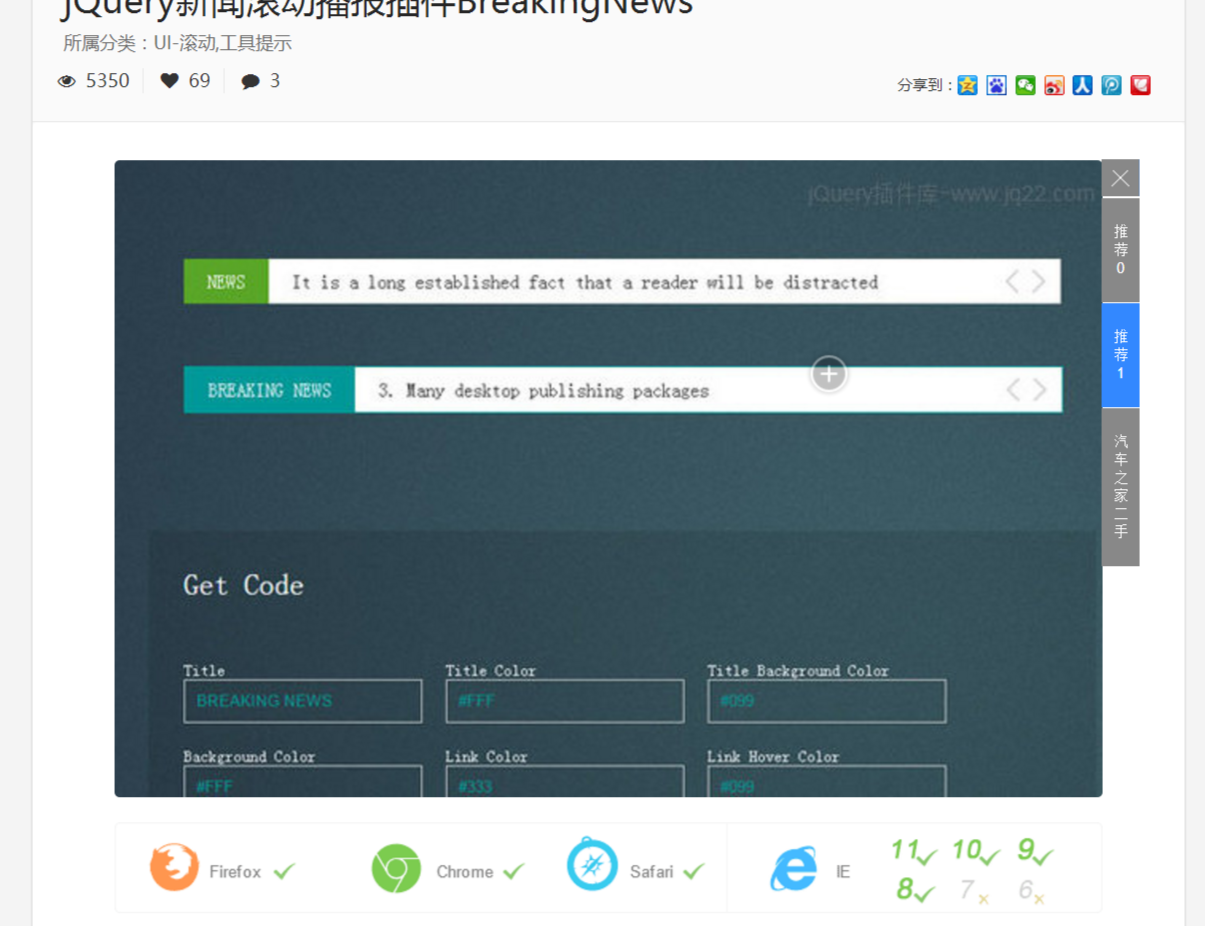 jQuery新闻滚动播报插件BreakingNews
所属分类：UI-滚动,工具提示
5350 69 3
分享到：
jQuery插件库-www.jq22.com
推荐0
NEWS It is a long established fact that a reader will be distracted
推荐1
BREAKING NEWS 3. Many desktop publishing packages
汽车之家二手
Get Code
Title Title Color Title Background Color
BREAKING NEWS #FFF #099
Background Color Link Color Link Hover Color
#FFF #333 #099
Firefox Chrome Safari IE 11 10 9
8 7 6